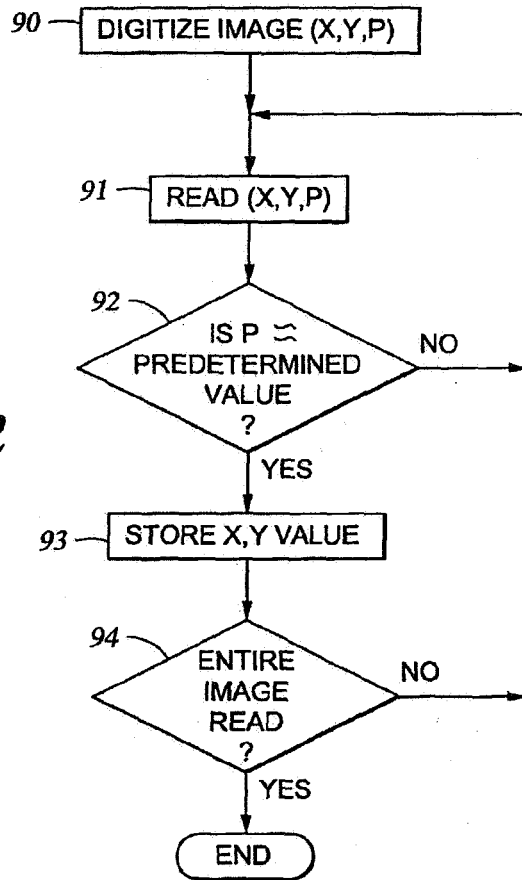 90
DIGITIZE IMAGE (X,Y,P)
91
READ (X,Y,P)
92
IS P ≈
PREDETERMINED
VALUE
?
NO
YES
93
STORE X,Y VALUE
94
ENTIRE
IMAGE
READ
?
NO
YES
END